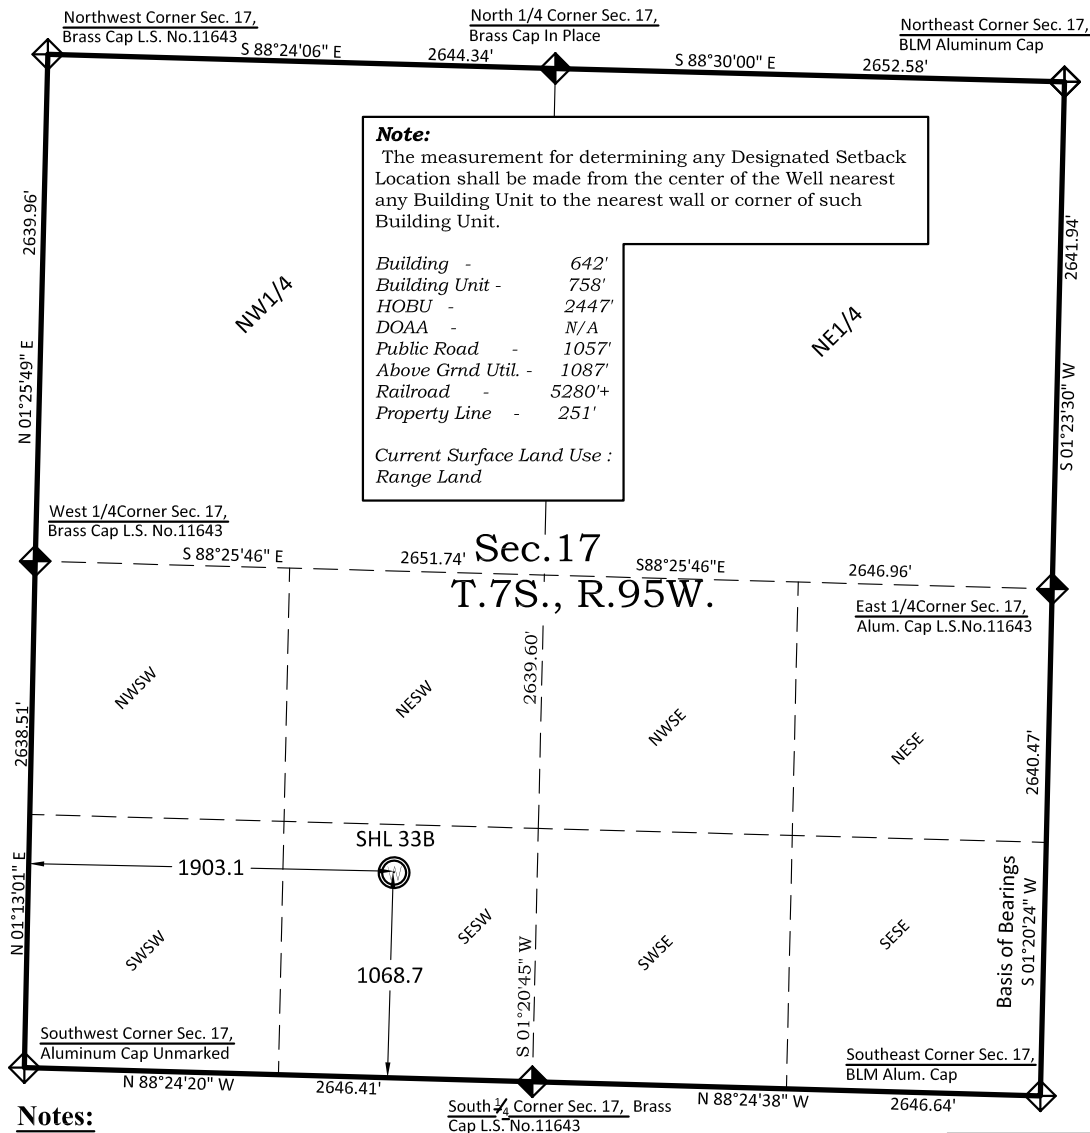 Northwest Corner Sec. 17,
Brass Cap L.S. No.11643
North 1/4 Corner Sec. 17,
Brass Cap In Place
Northeast Corner Sec. 17,
BLM Aluminum Cap
S 88°24'06" E
2644.34'
S 88°30'00" E
2652.58'
Note:
The measurement for determining any Designated Setback
Location shall be made from the center of the Well nearest
any Building Unit to the nearest wall or corner of such
Building Unit.
Building - 642'
Building Unit - 758'
HOBU - 2447'
DOAA - N/A
Public Road - 1057'
Above Grnd Util. - 1087'
Railroad - 5280'+
Property Line - 251'
Current Surface Land Use :
Range Land
2639.96'
N 01°25'49" E
NW1/4
NE1/4
2641.94'
S 01°23'30" W
West 1/4Corner Sec. 17,
Brass Cap L.S. No.11643
S 88°25'46" E
2651.74'
Sec.17
S88°25'46"E
2646.96'
T.7S., R.95W.
East 1/4Corner Sec. 17,
Alum. Cap L.S.No.11643
2639.60'
NWSW
NESW
NWSE
NESE
2638.51'
2640.47'
SHL 33B
1903.1
N 01°13'01" E
SWSW
SESW
SWSE
SESE
1068.7
S 01°20'45" W
Basis of Bearings
S 01°20'24" W
Southwest Corner Sec. 17,
Aluminum Cap Unmarked
Southeast Corner Sec. 17,
BLM Alum. Cap
N 88°24'20" W
2646.41'
N 88°24'38" W
2646.64'
South 1/4 Corner Sec. 17, Brass
Cap L.S. No.11643
Notes: